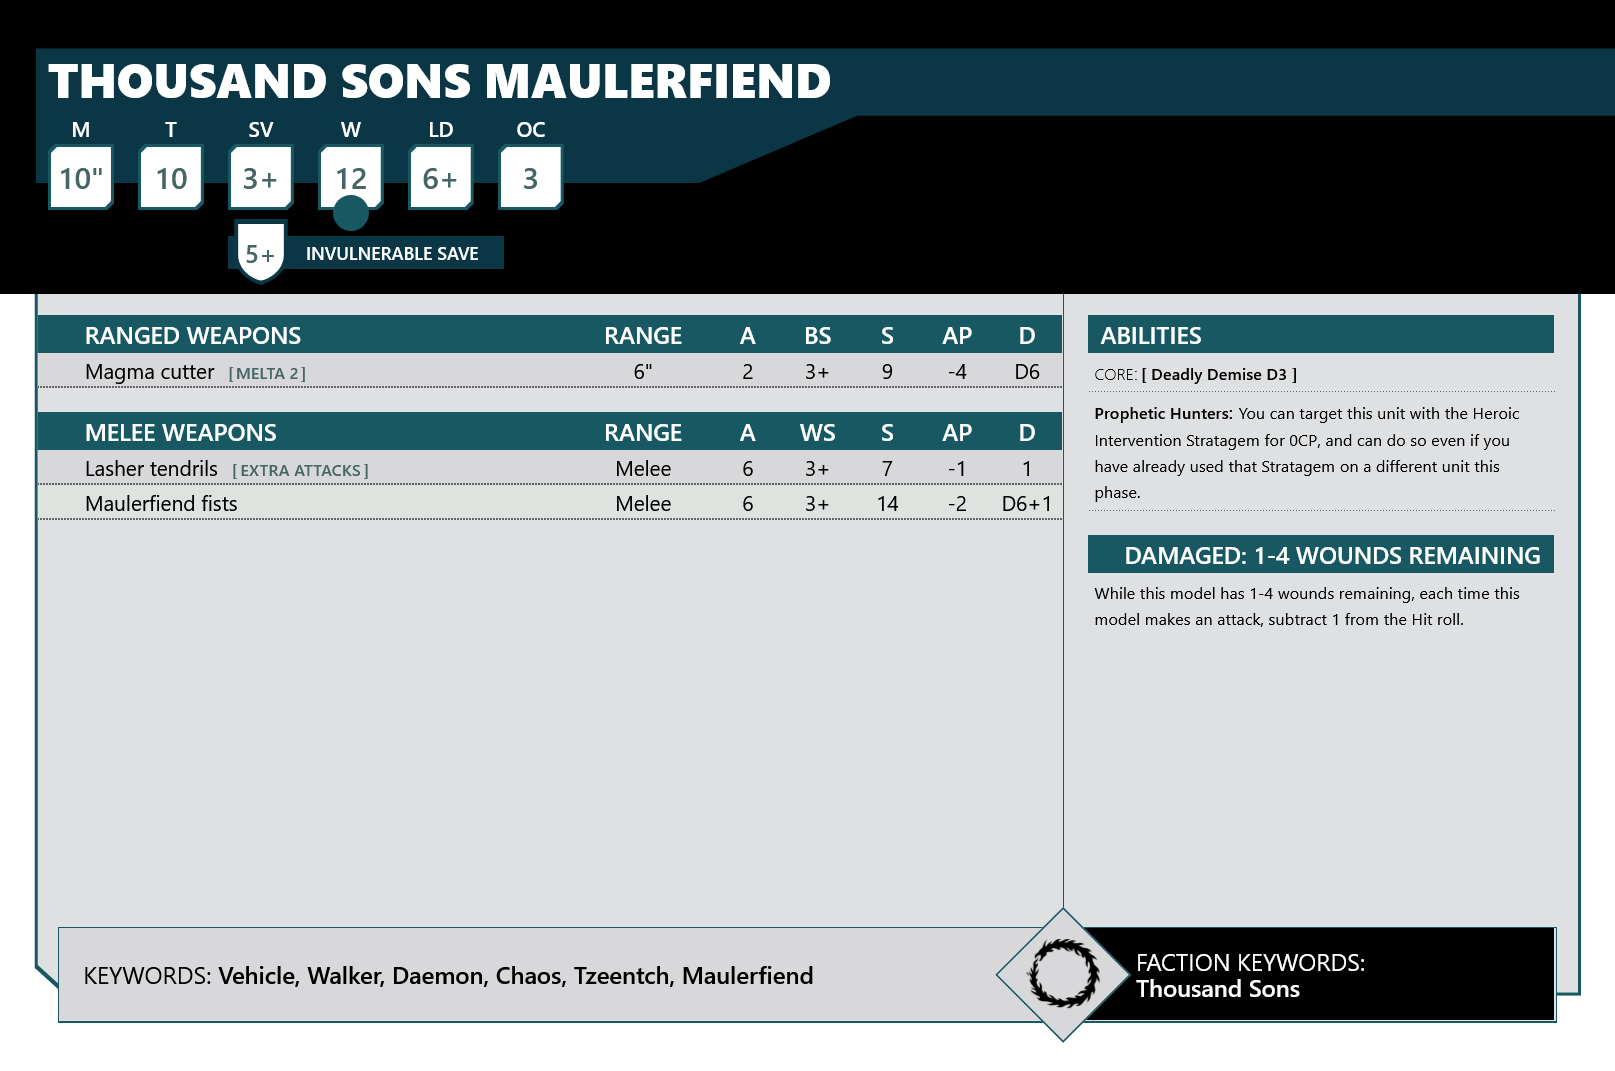 THOUSAND SONS MAULERFIEND
M T SV W LD OC
10" 10 3+ 12 6+ 3
5+ INVULNERABLE SAVE
RANGED WEAPONS RANGE A BS S AP D
Magma cutter [MELTA 2] 6" 2 3+ 9 -4 D6
MELEE WEAPONS RANGE A WS S AP D
Lasher tendrils [EXTRA ATTACKS] Melee 6 3+ 7 -1 1
Maulerfiend fists Melee 6 3+ 14 -2 D6+1
ABILITIES
CORE: [ Deadly Demise D3 ]
Prophetic Hunters: You can target this unit with the Heroic
Intervention Stratagem for 0CP, and can do so even if you
have already used that Stratagem on a different unit this
phase.
DAMAGED: 1-4 WOUNDS REMAINING
While this model has 1-4 wounds remaining, each time this
model makes an attack, subtract 1 from the Hit roll.
KEYWORDS: Vehicle, Walker, Daemon, Chaos, Tzeentch, Maulerfiend
FACTION KEYWORDS:
Thousand Sons